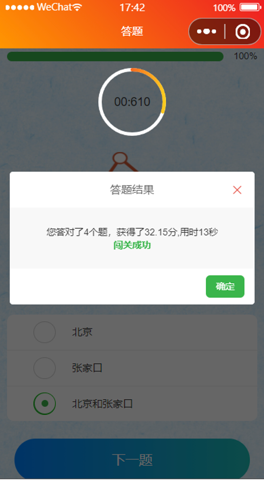 WeChat 17:42 100%
答题
100%
00:610
答题结果
您答对了4个题，获得了32.15分,用时13秒
闯关成功
确定
北京
张家口
北京和张家口
下一题